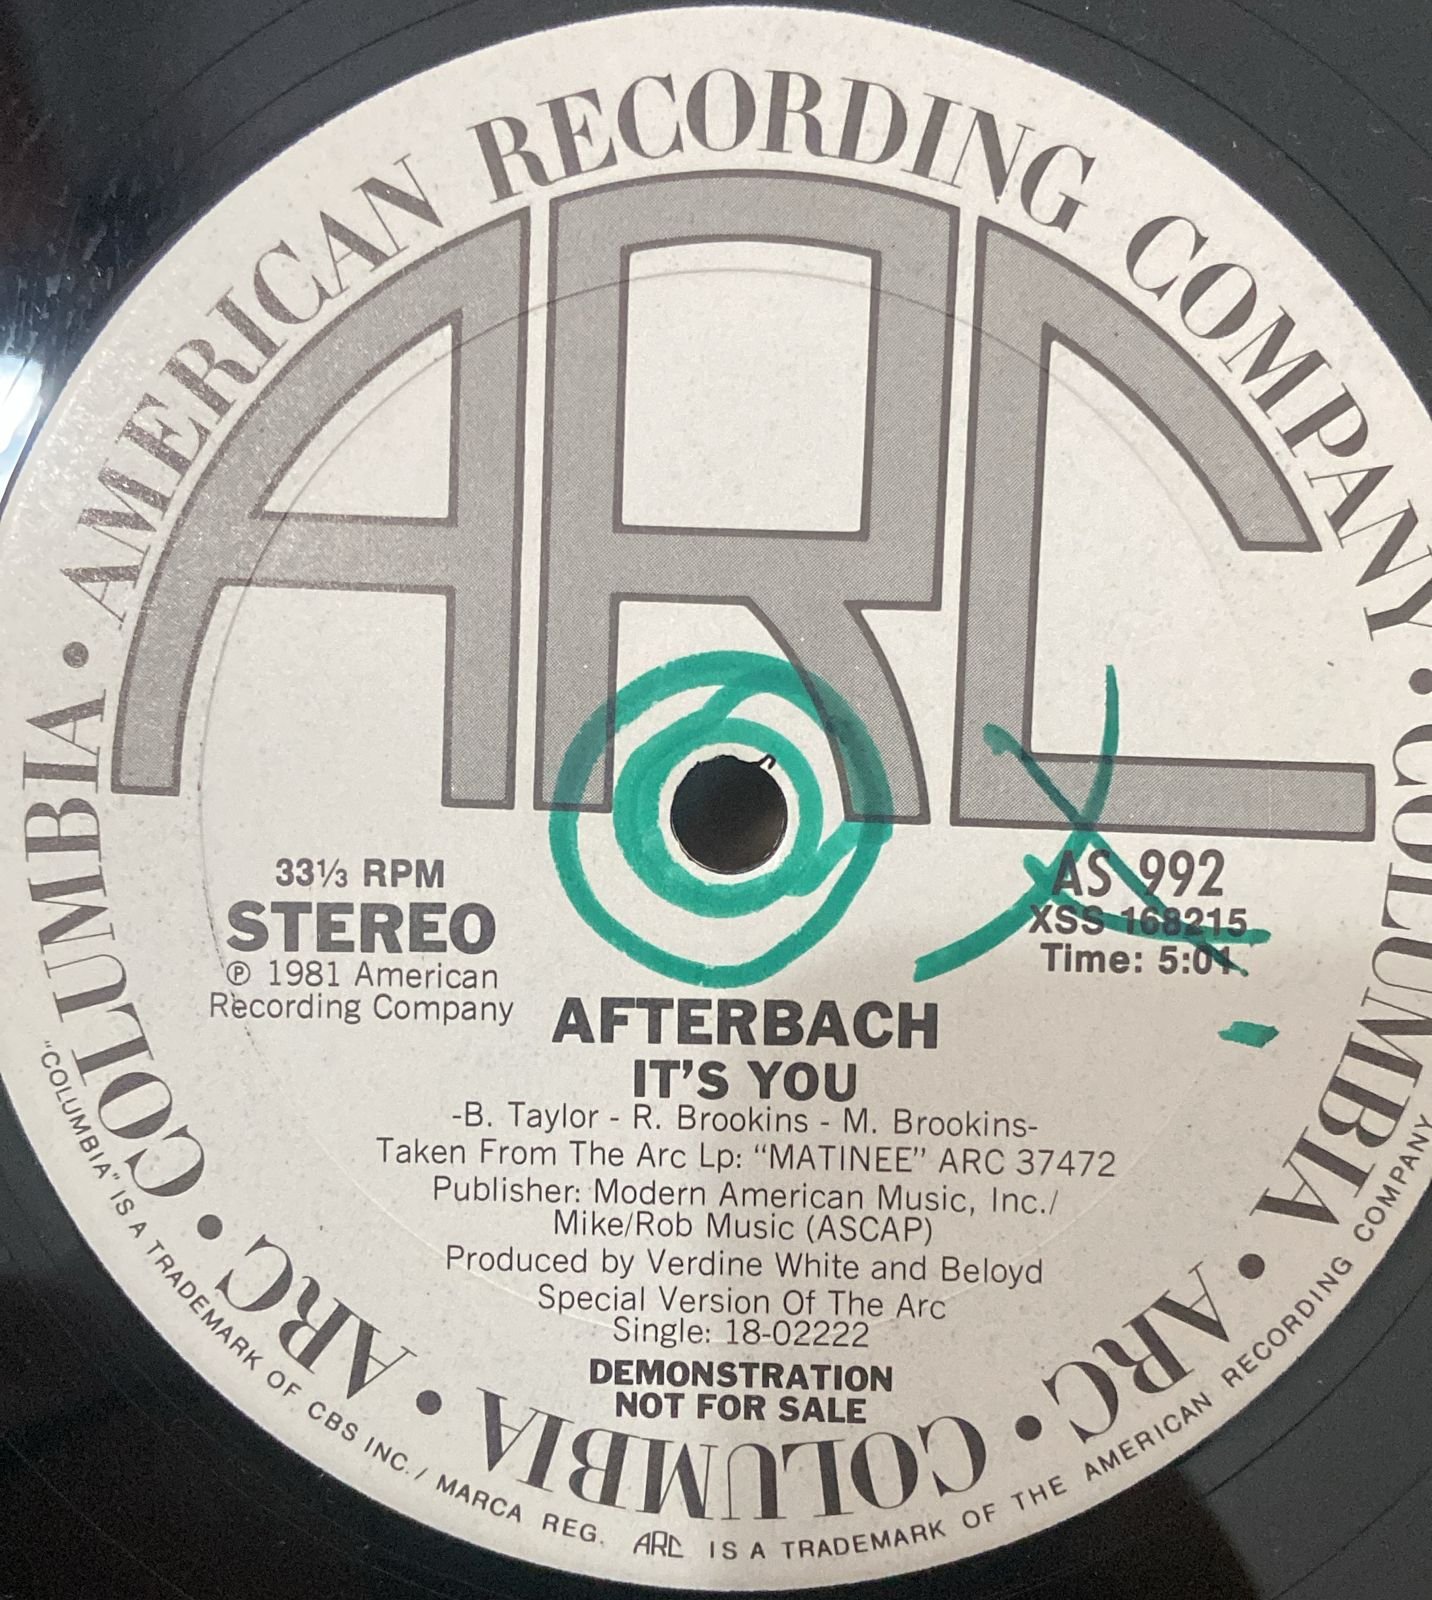 • AMERICAN RECORDING COMPANY • COLUMBIA • ARC • COLUMBIA • ARC • COLUMBIA
ARC
33⅓ RPM
STEREO
℗ 1981 American
Recording Company
AS 992
XSS 168215
Time: 5:01
AFTERBACH
IT'S YOU
-B. Taylor - R. Brookins - M. Brookins-
Taken From The Arc Lp: "MATINEE" ARC 37472
Publisher: Modern American Music, Inc./
Mike/Rob Music (ASCAP)
Produced by Verdine White and Beloyd
Special Version Of The Arc
Single: 18-02222
DEMONSTRATION
NOT FOR SALE
"COLUMBIA" IS A TRADEMARK OF CBS INC. / MARCA REG. ARC IS A TRADEMARK OF THE AMERICAN RECORDING COMPANY